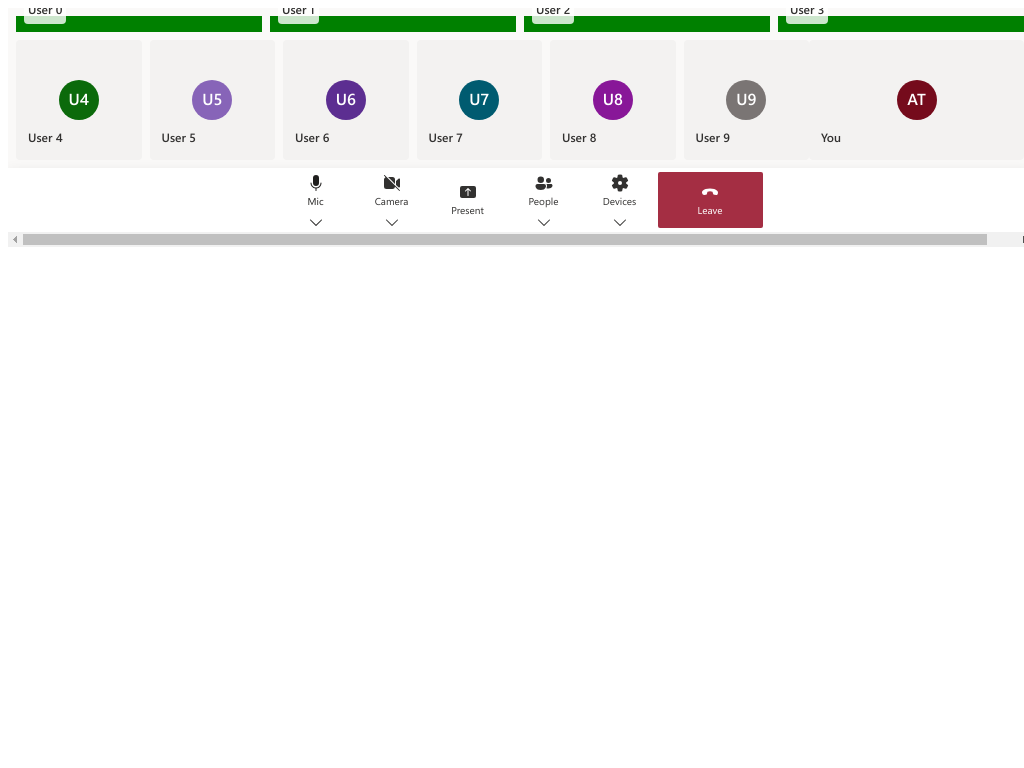 User 0 User 1 User 2 User 3
U4 U5 U6 U7 U8 U9 AT
User 4 User 5 User 6 User 7 User 8 User 9 You
Mic Camera Present People Devices Leave